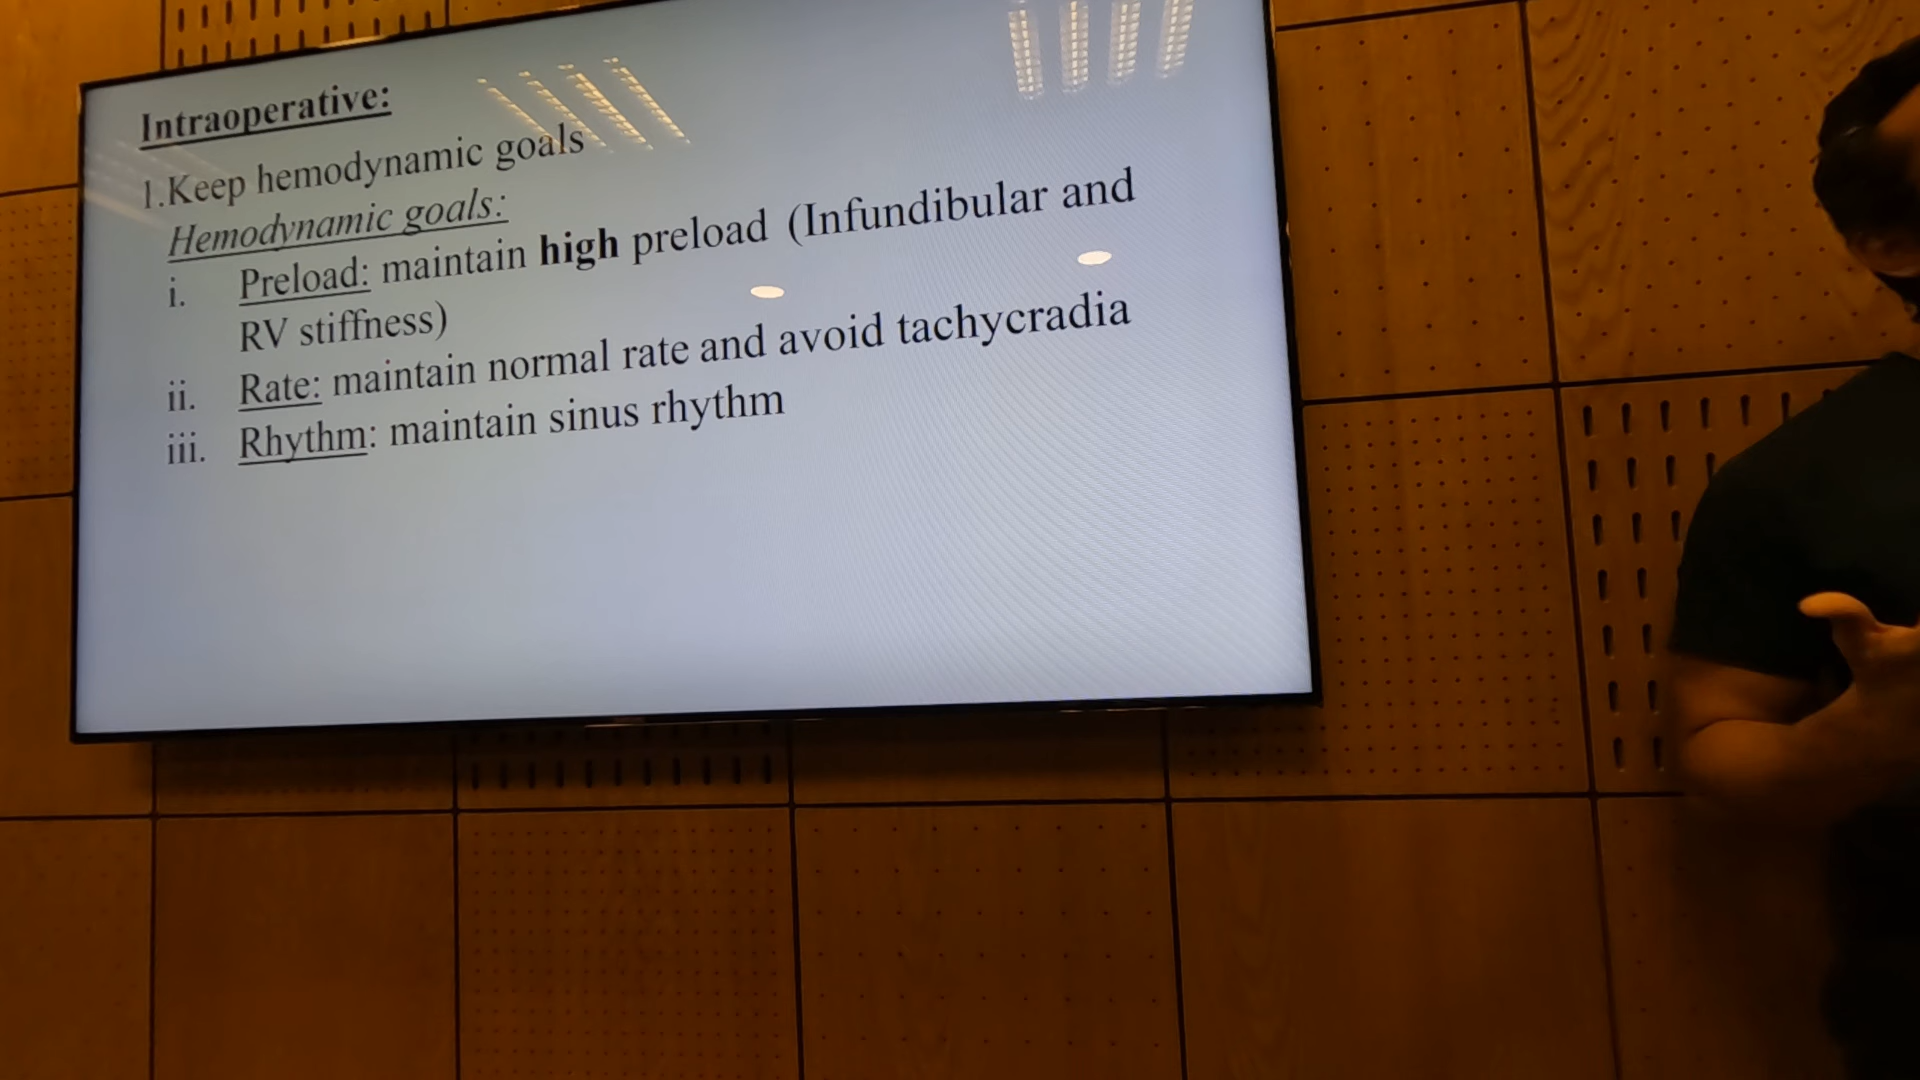 Intraoperative:
1.Keep hemodynamic goals
Hemodynamic goals:
i. Preload: maintain high preload (Infundibular and
RV stiffness)
ii. Rate: maintain normal rate and avoid tachycradia
iii. Rhythm: maintain sinus rhythm